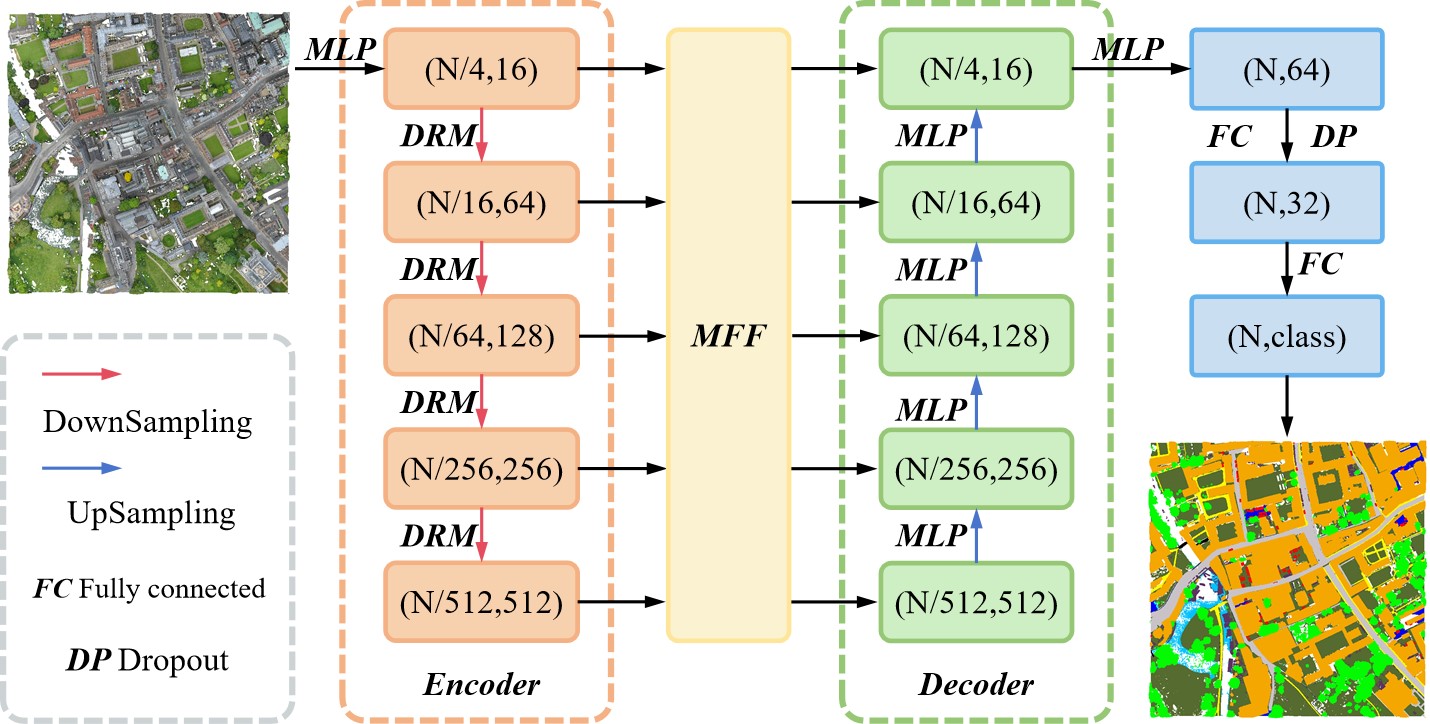 MLP
(N/4,16)
DRM
(N/16,64)
DRM
(N/64,128)
DRM
(N/256,256)
DRM
(N/512,512)
Encoder
MFF
(N/4,16)
MLP
(N/16,64)
MLP
(N/64,128)
MLP
(N/256,256)
MLP
(N/512,512)
Decoder
MLP
(N,64)
FC DP
(N,32)
FC
(N,class)
DownSampling
UpSampling
FC Fully connected
DP Dropout